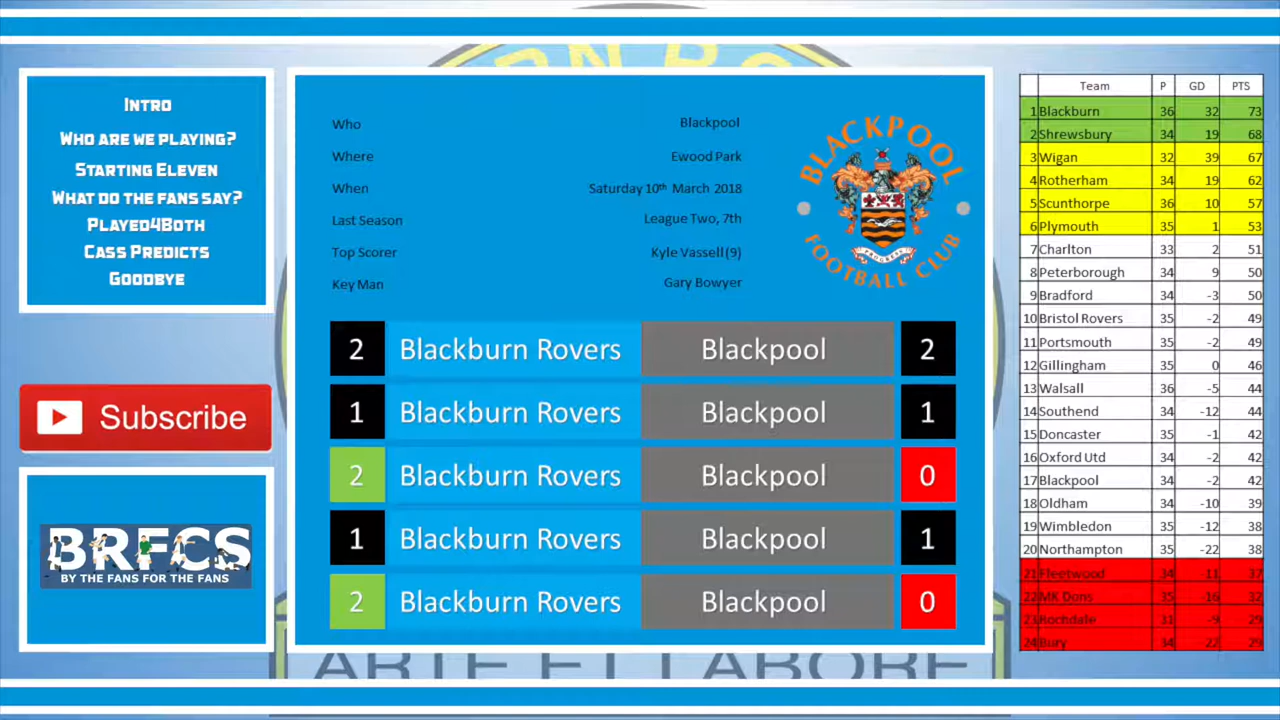 INTRO
WHO ARE WE PLAYING?
STARTING ELEVEN
WHAT DO THE FANS SAY?
PLAYED4BOTH
CASS PREDICTS
GOODBYE
Subscribe
BRFCS
BY THE FANS FOR THE FANS
Who Blackpool
Where Ewood Park
When Saturday 10th March 2018
Last Season League Two, 7th
Top Scorer Kyle Vassell(9)
Key Man Gary Bowyer
BLACKPOOL
PROGRESS
FOOTBALL CLUB
2 Blackburn Rovers Blackpool 2
1 Blackburn Rovers Blackpool 1
2 Blackburn Rovers Blackpool 0
1 Blackburn Rovers Blackpool 1
2 Blackburn Rovers Blackpool 0
ARTE ET LABORE
Team P GD PTS
1 Blackburn 36 32 73
2 Shrewsbury 34 19 68
3 Wigan 32 39 67
4 Rotherham 34 19 62
5 Scunthorpe 36 10 57
6 Plymouth 35 1 53
7 Charlton 33 2 51
8 Peterborough 34 9 50
9 Bradford 34 -3 50
10 Bristol Rovers 35 -2 49
11 Portsmouth 35 -2 49
12 Gillingham 35 0 46
13 Walsall 36 -5 44
14 Southend 34 -12 44
15 Doncaster 35 -1 42
16 Oxford Utd 34 -2 42
17 Blackpool 34 -2 42
18 Oldham 34 -10 39
19 Wimbledon 35 -12 38
20 Northampton 35 -22 38
21 Fleetwood 34 -11 37
22 MK Dons 35 -16 32
23 Rochdale 31 -9 29
24 Bury 34 -22 29